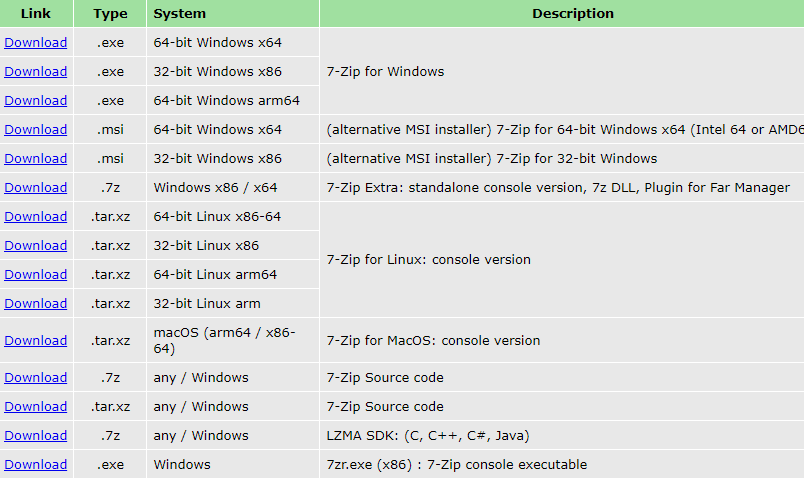 Link Type System Description
Download .exe 64-bit Windows x64
Download .exe 32-bit Windows x86 7-Zip for Windows
Download .exe 64-bit Windows arm64
Download .msi 64-bit Windows x64 (alternative MSI installer) 7-Zip for 64-bit Windows x64 (Intel 64 or AMD6
Download .msi 32-bit Windows x86 (alternative MSI installer) 7-Zip for 32-bit Windows
Download .7z Windows x86 / x64 7-Zip Extra: standalone console version, 7z DLL, Plugin for Far Manager
Download .tar.xz 64-bit Linux x86-64
Download .tar.xz 32-bit Linux x86
7-Zip for Linux: console version
Download .tar.xz 64-bit Linux arm64
Download .tar.xz 32-bit Linux arm
Download .tar.xz macOS (arm64 / x86-
64) 7-Zip for MacOS: console version
Download .7z any / Windows 7-Zip Source code
Download .tar.xz any / Windows 7-Zip Source code
Download .7z any / Windows LZMA SDK: (C, C++, C#, Java)
Download .exe Windows 7zr.exe (x86) : 7-Zip console executable